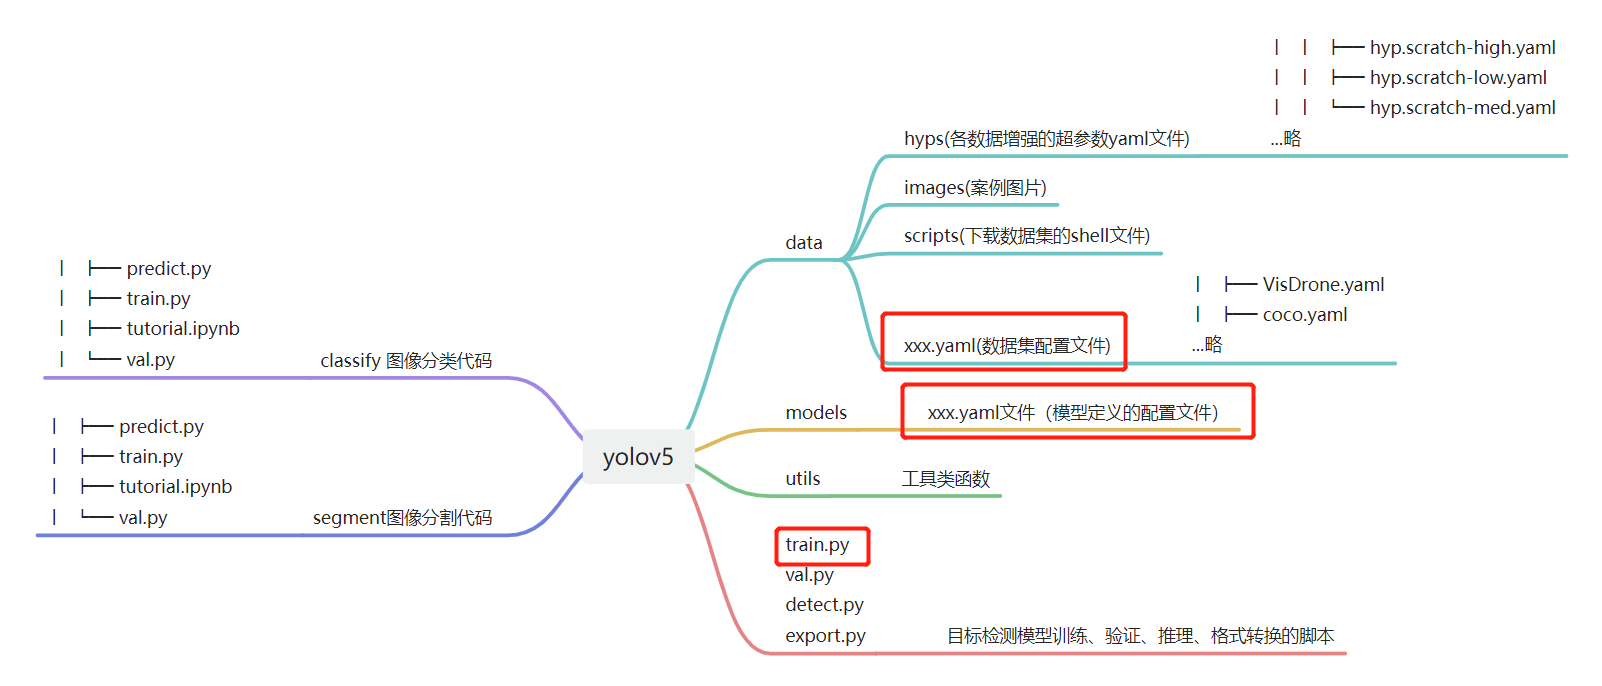 yolov5
data
hyps(各数据增强的超参数yaml文件)
│ │ ├── hyp.scratch-high.yaml
│ │ ├── hyp.scratch-low.yaml
│ │ └── hyp.scratch-med.yaml
...略
images(案例图片)
scripts(下载数据集的shell文件)
xxx.yaml(数据集配置文件)
│ ├── VisDrone.yaml
│ ├── coco.yaml
...略
models
xxx.yaml文件（模型定义的配置文件）
utils
工具类函数
train.py
val.py
detect.py
export.py
目标检测模型训练、验证、推理、格式转换的脚本
│ ├── predict.py
│ ├── train.py
│ ├── tutorial.ipynb
│ └── val.py
classify 图像分类代码
│ ├── predict.py
│ ├── train.py
│ ├── tutorial.ipynb
│ └── val.py
segment图像分割代码